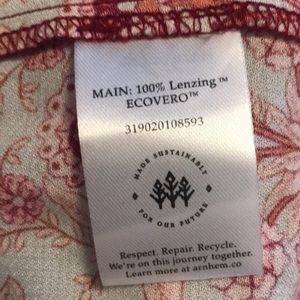 MAIN: 100% Lenzing™
ECOVERO™
319020108593
MADE SUSTAINABLY
FOR OUR FUTURE
Respect. Repair. Recycle.
We're on this journey together.
Learn more at arnhem.co